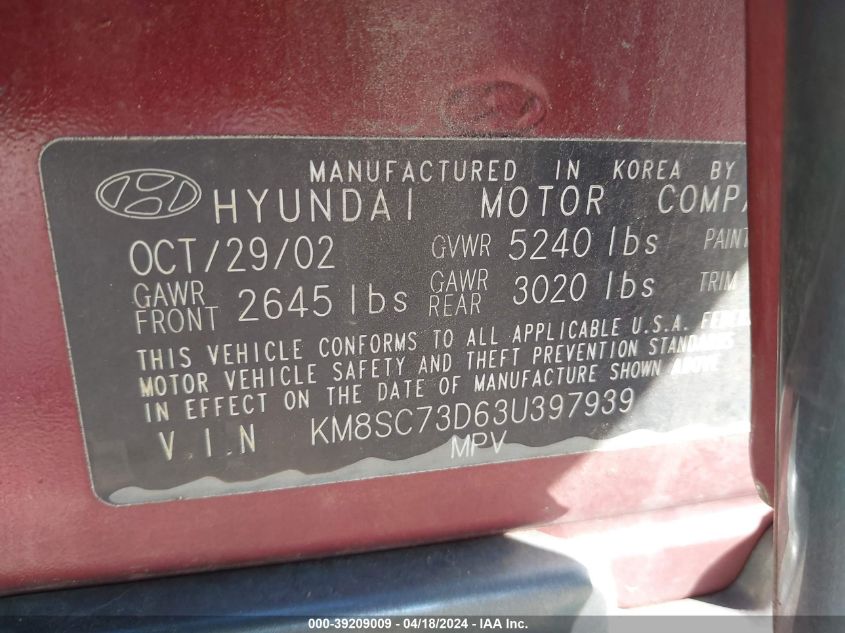 MANUFACTURED IN KOREA BY
HYUNDAI MOTOR
OCT/29/02 GVWR 5240 lbs PAINT
GAWR FRONT 2645 lbs GAWR REAR 3020 lbs TRIM
THIS VEHICLE CONFORMS TO ALL APPLICABLE U.S.A.
MOTOR VEHICLE SAFETY AND THEFT PREVENTION STANDARDS
IN EFFECT ON THE DATE OF MANUFACTURE SHOWN ABOVE
VIN KM8SC73D63U397939
MPV
000-39209009 - 04/18/2024 - IAA Inc.